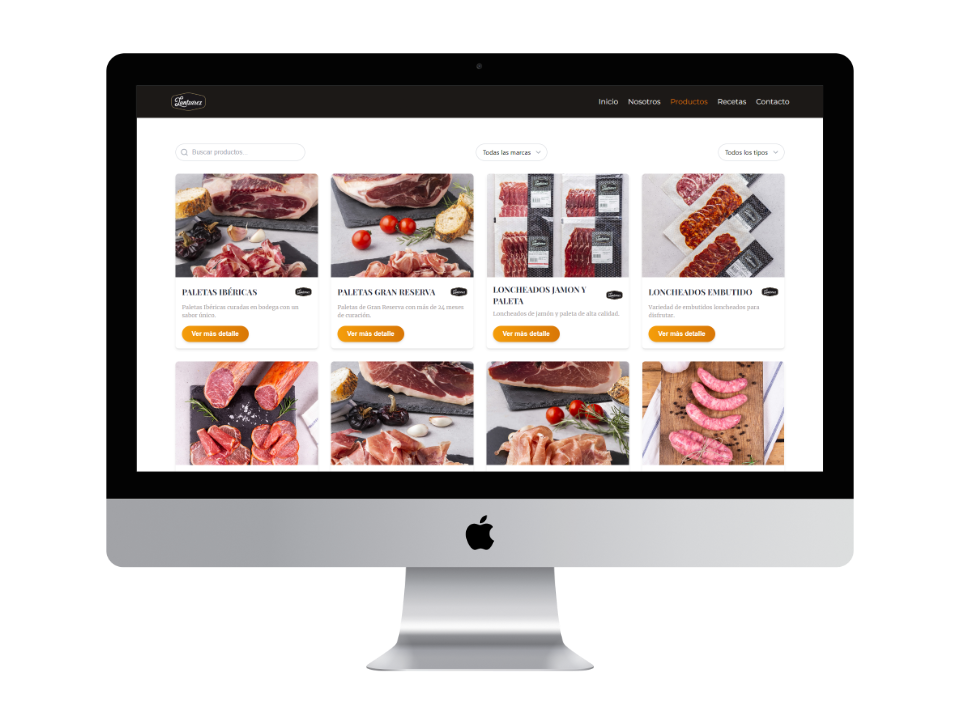 Inicio Nosotros Productos Recetas Contacto
Buscar productos...
Todas las marcas
Todos los tipos
PALETAS IBÉRICAS
Paletas Ibéricas curadas en bodega con un
sabor único.
Ver más detalle
PALETAS GRAN RESERVA
Paletas de Gran Reserva con más de 24 meses
de curación.
Ver más detalle
LONCHEADOS JAMON Y
PALETA
Loncheados de jamón y paleta de alta calidad.
Ver más detalle
LONCHEADOS EMBUTIDO
Variedad de embutidos loncheados para
disfrutar.
Ver más detalle